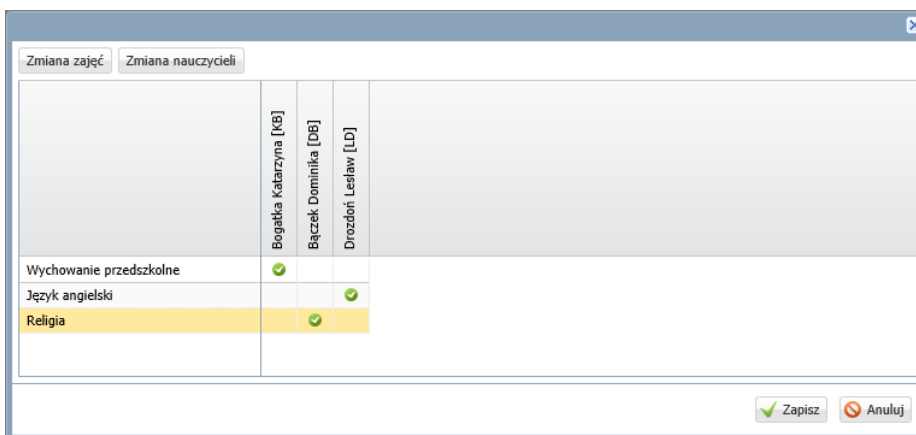 Zmiana zajęć
Zmiana nauczycieli
Bogatka Katarzyna [KB]
Bączek Dominika [DB]
Drozdoń Lesław [LD]
Wychowanie przedszkolne
Język angielski
Religia
Zapisz
Anuluj